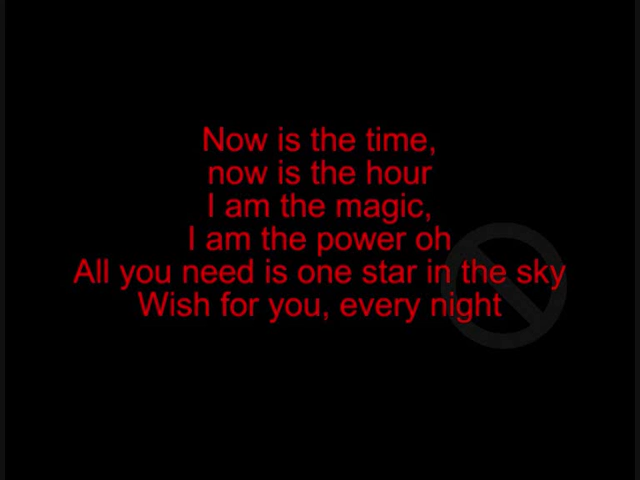 Now is the time,
now is the hour
I am the magic,
I am the power oh
All you need is one star in the sky
Wish for you, every night